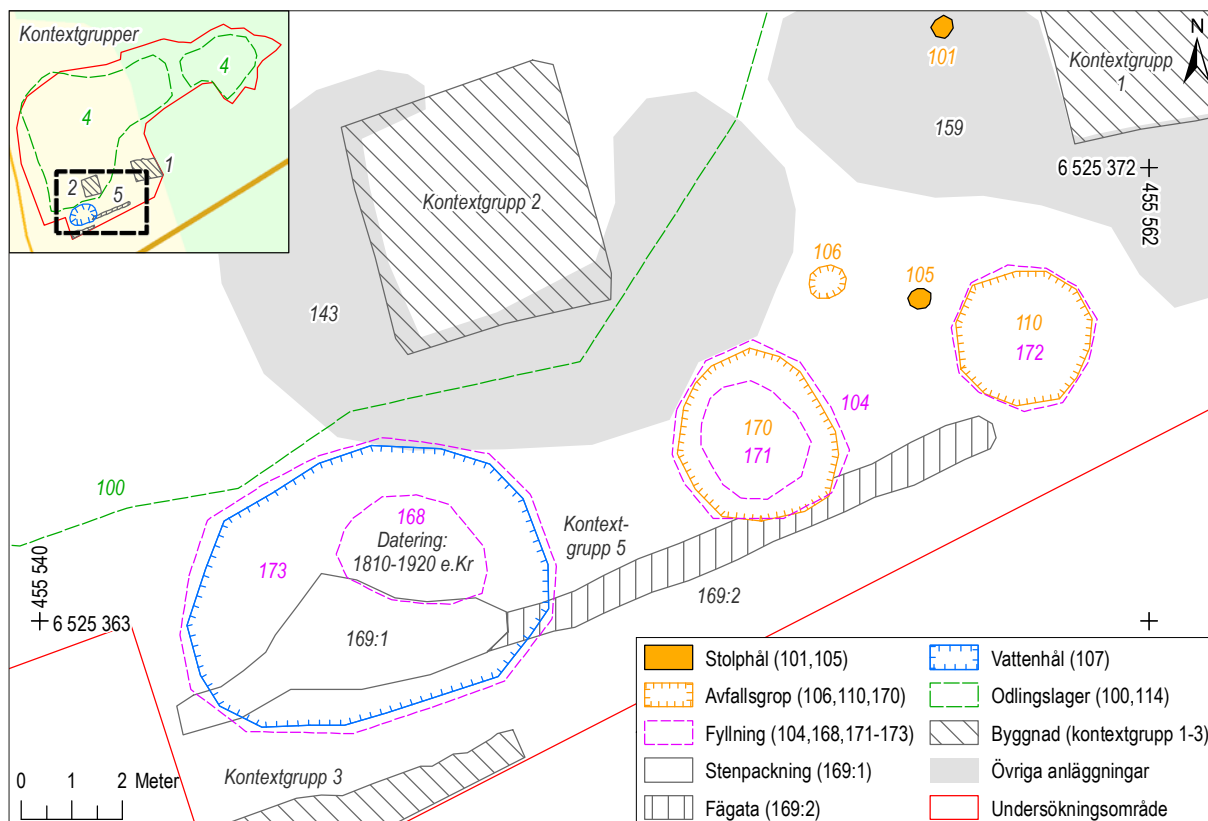 Kontextgrupper
4
4
1
2
5
101
Kontextgrupp
1
N
159
6 525 372
455 562
Kontextgrupp 2
106
105
143
110
172
104
170
171
100
168
Datering:
1810-1920 e.Kr
Kontext-
grupp 5
173
455 540
6 525 363
169:1
169:2
Kontextgrupp 3
0 1 2 Meter
Stolphål (101,105)
Avfallsgrop (106,110,170)
Fyllning (104,168,171-173)
Stenpackning (169:1)
Fägata (169:2)
Vattenhål (107)
Odlingslager (100,114)
Byggnad (kontextgrupp 1-3)
Övriga anläggningar
Undersökningsområde